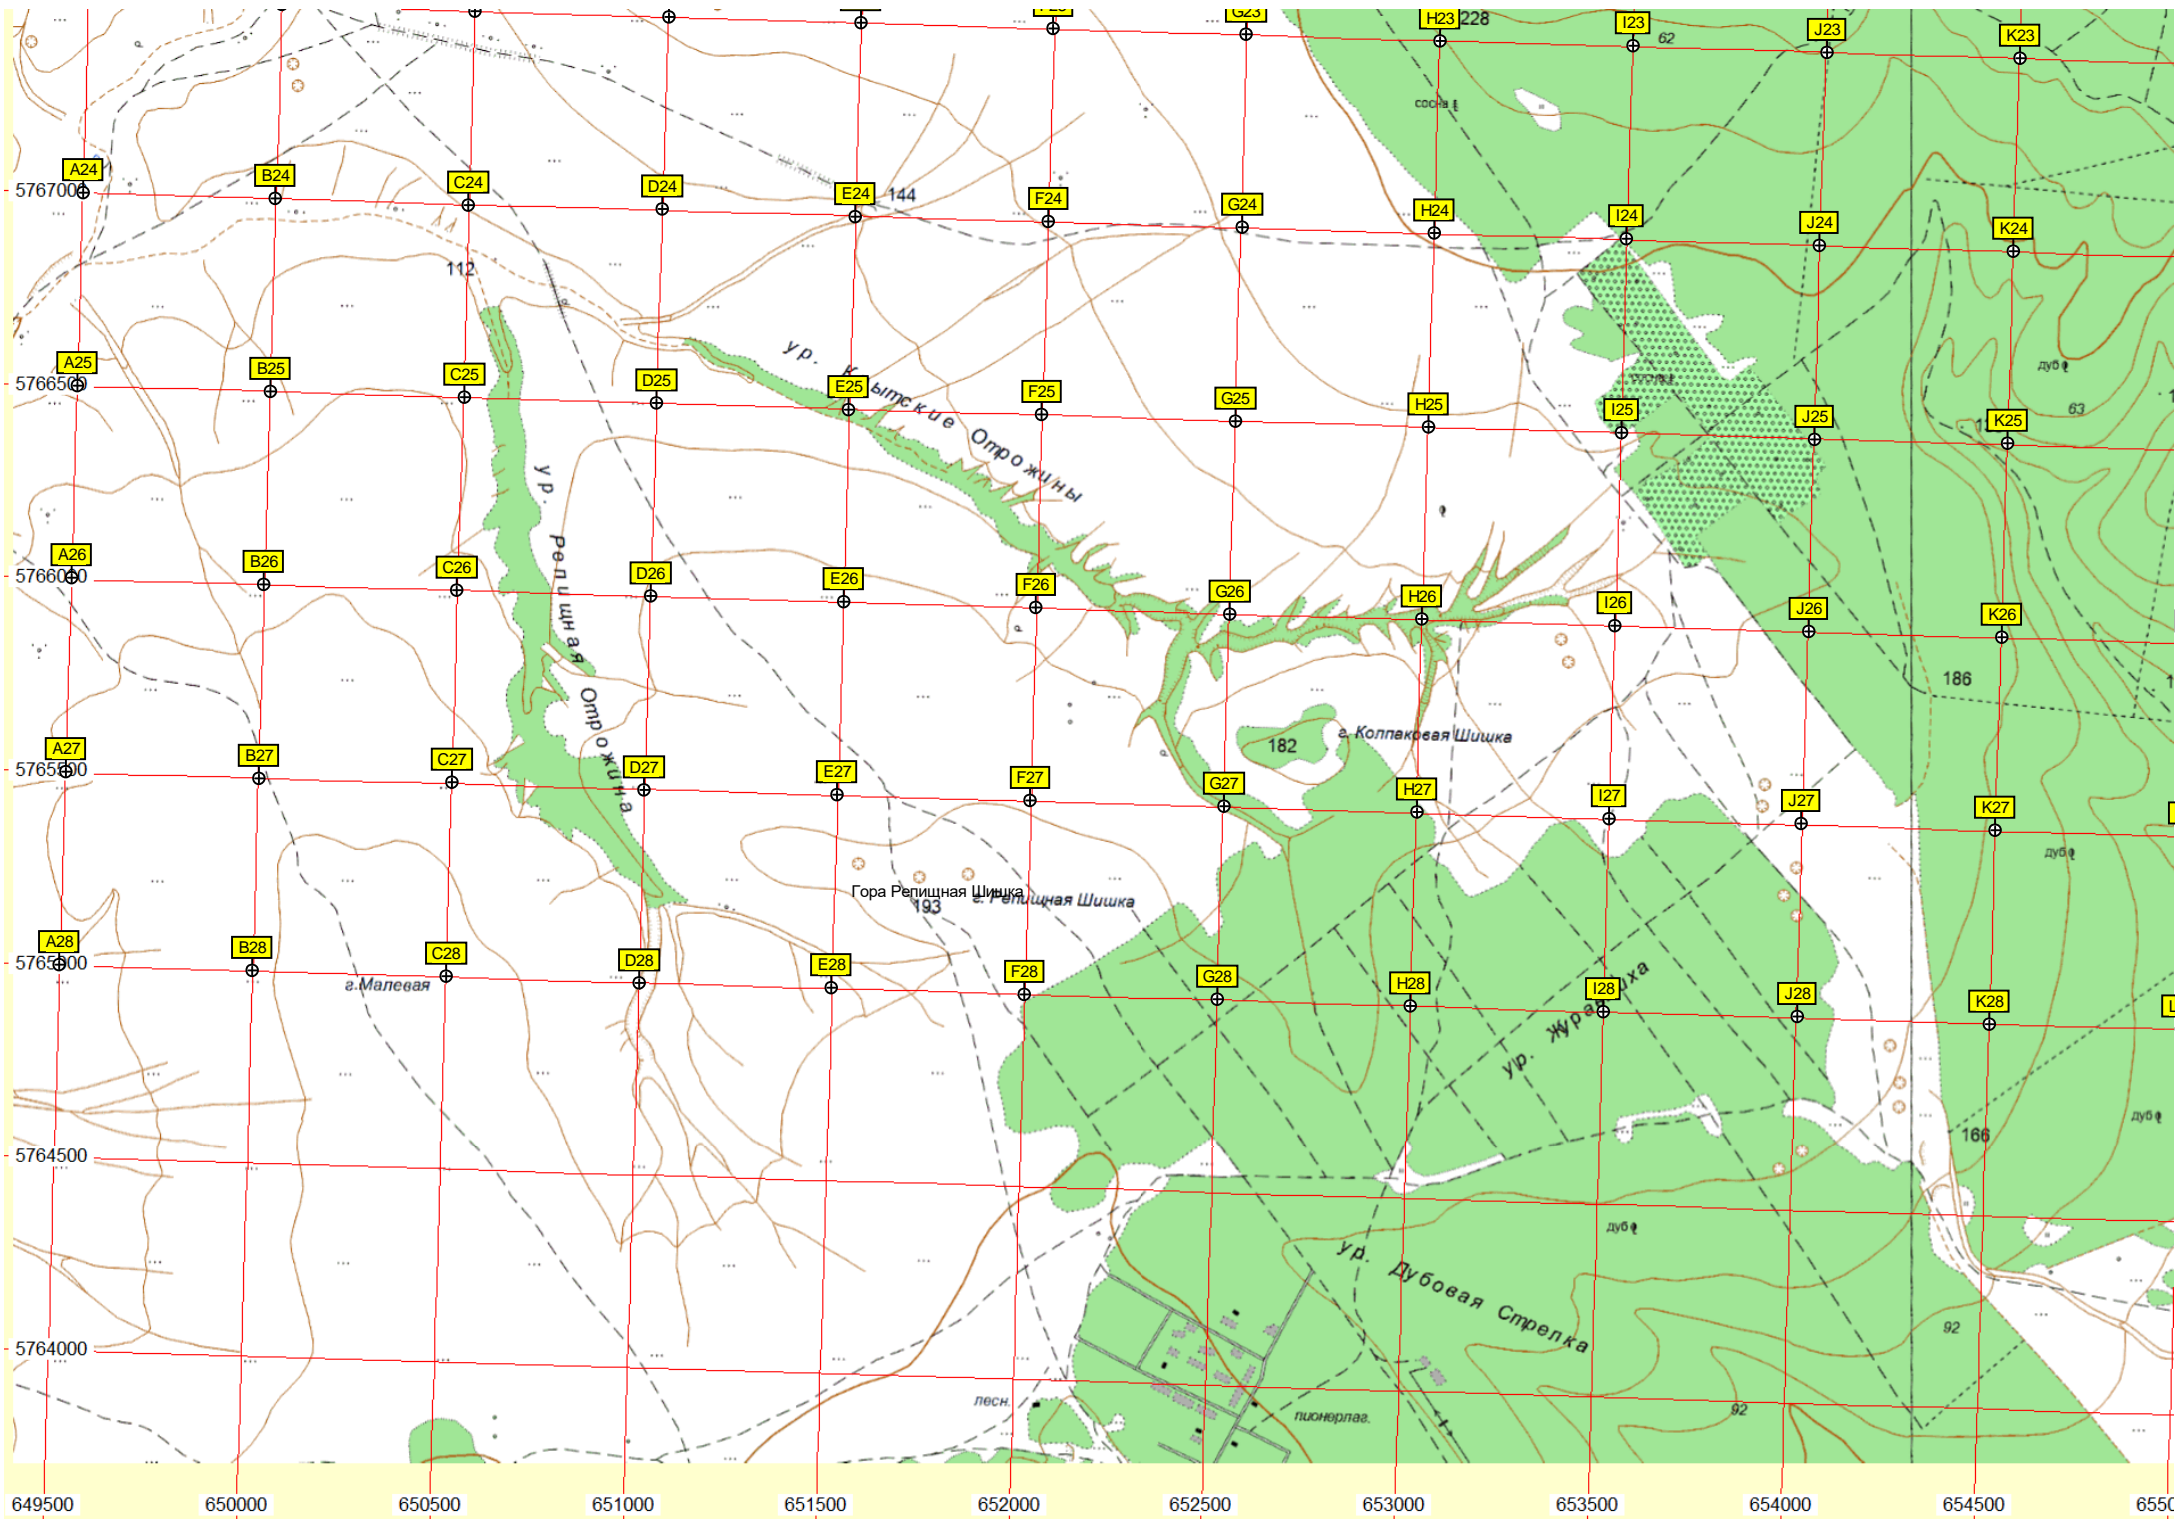 G23
H23
228
I23
62
J23
K23
сосна
A24
5767000
B24
C24
D24
E24
144
F24
G24
H24
I24
J24
K24
112
ур. Крытские Отрожины
дуб
63
A25
5766500
B25
C25
D25
E25
F25
G25
H25
I25
J25
K25
ур. Репищная Отрожина
A26
5766000
B26
C26
D26
E26
F26
G26
H26
I26
J26
K26
186
182
г. Колпаковая Шишка
A27
5765500
B27
C27
D27
E27
F27
G27
H27
I27
J27
K27
дуб
Гора Репищная Шишка
193
г. Репищная Шишка
A28
5765000
B28
C28
D28
E28
F28
G28
H28
I28
J28
K28
г.Малевая
ур. Журавлиха
дуб
166
5764500
дуб
ур. Дубовая Стрелка
92
5764000
лесн.
пионерлаг.
92
649500 650000 650500 651000 651500 652000 652500 653000 653500 654000 654500